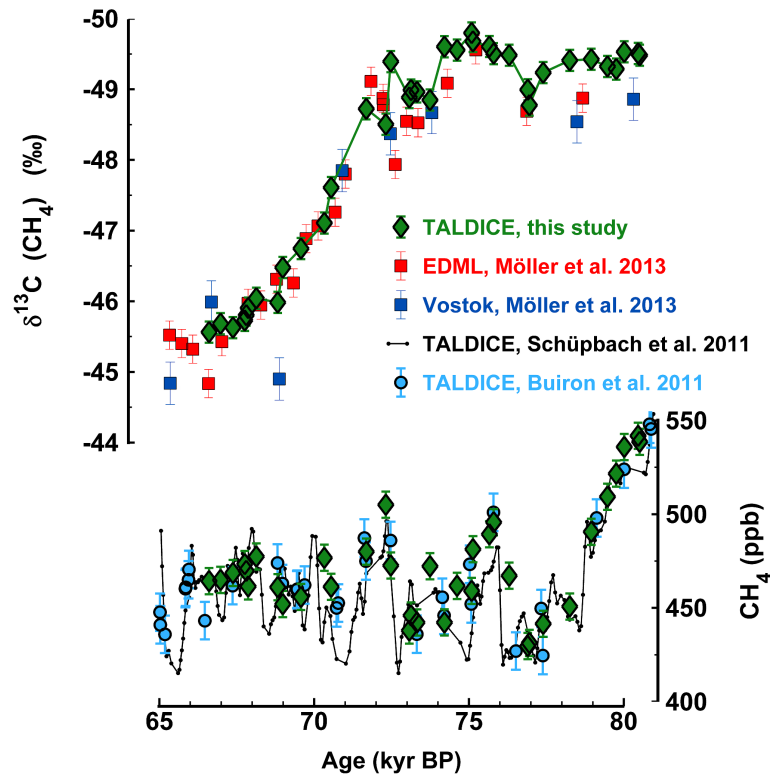 -50
-49
-48
-47
-46
-45
-44
δ13C (CH4) (‰)
TALDICE, this study
EDML, Möller et al. 2013
Vostok, Möller et al. 2013
TALDICE, Schüpbach et al. 2011
TALDICE, Buiron et al. 2011
550
500
450
400
CH4 (ppb)
65 70 75 80
Age (kyr BP)